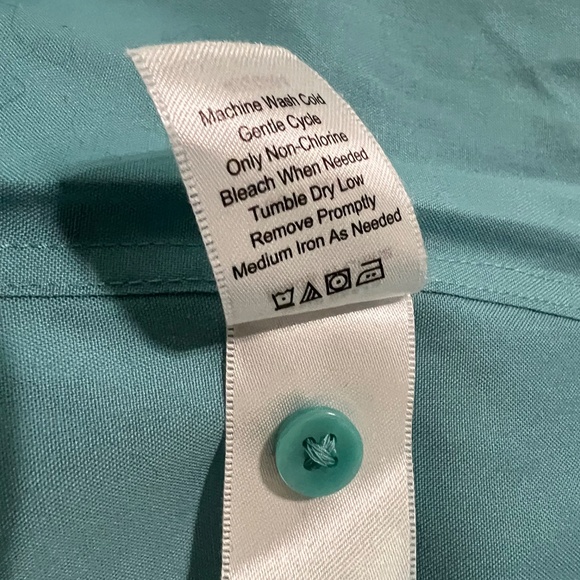 Machine Wash Cold
Gentle Cycle
Only Non-Chlorine
Bleach When Needed
Tumble Dry Low
Remove Promptly
Medium Iron As Needed